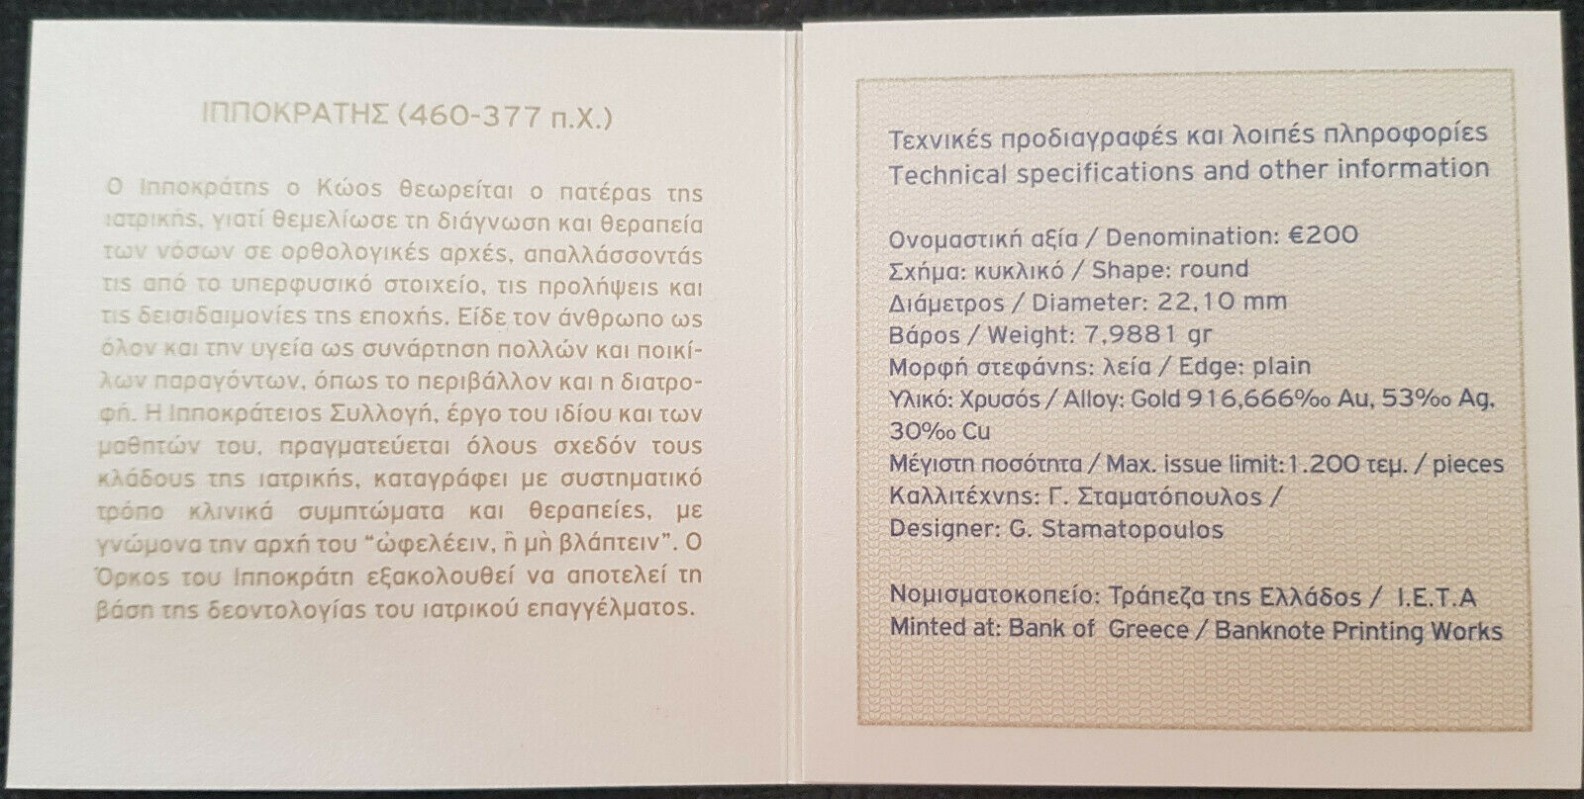 ΙΠΠΟΚΡΑΤΗΣ (460-377 π.Χ.)
Ο Ιπποκράτης ο Κώος θεωρείται ο πατέρας της
ιατρικής, γιατί θεμελίωσε τη διάγνωση και θεραπεία
των νόσων σε ορθολογικές αρχές, απαλλάσσοντάς
τις από το υπερφυσικό στοιχείο, τις προλήψεις και
τις δεισιδαιμονίες της εποχής. Είδε τον άνθρωπο ως
όλον και την υγεία ως συνάρτηση πολλών και ποικί-
λων παραγόντων, όπως το περιβάλλον και η διατρο-
φή. Η Ιπποκράτειος Συλλογή, έργο του ιδίου και των
μαθητών του, πραγματεύεται όλους σχεδόν τους
κλάδους της ιατρικής, καταγράφει με συστηματικό
τρόπο κλινικά συμπτώματα και θεραπείες, με
γνώμονα την αρχή του “ὠφελέειν, ἢ μὴ βλάπτειν”. Ο
Όρκος του Ιπποκράτη εξακολουθεί να αποτελεί τη
βάση της δεοντολογίας του ιατρικού επαγγέλματος.
Τεχνικές προδιαγραφές και λοιπές πληροφορίες
Technical specifications and other information
Ονομαστική αξία / Denomination: €200
Σχήμα: κυκλικό / Shape: round
Διάμετρος / Diameter: 22,10 mm
Βάρος / Weight: 7,9881 gr
Μορφή στεφάνης: λεία / Edge: plain
Υλικό: Χρυσός / Alloy: Gold 916,666‰ Au, 53‰ Ag,
30‰ Cu
Μέγιστη ποσότητα / Max. issue limit: 1.200 τεμ. / pieces
Καλλιτέχνης: Γ. Σταματόπουλος /
Designer: G. Stamatopoulos
Νομισματοκοπείο: Τράπεζα της Ελλάδος / Ι.Ε.Τ.Α
Minted at: Bank of Greece / Banknote Printing Works